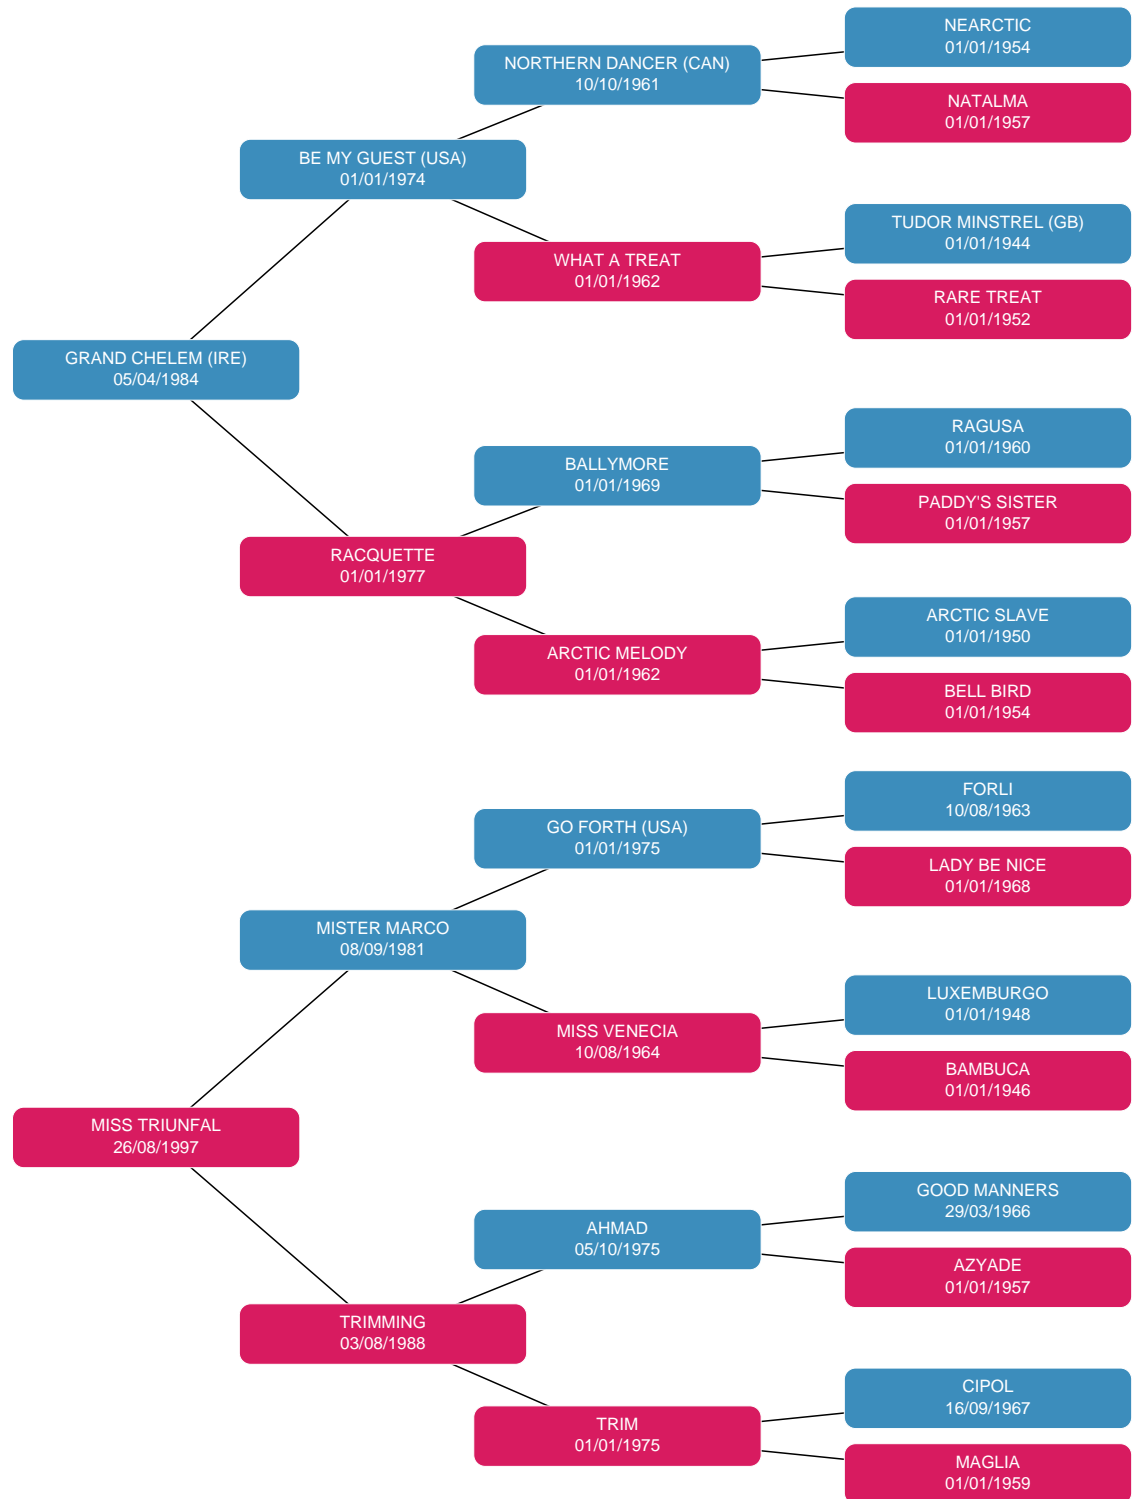 NEARCTIC
01/01/1954
NORTHERN DANCER (CAN)
10/10/1961
NATALMA
01/01/1957
BE MY GUEST (USA)
01/01/1974
TUDOR MINSTREL (GB)
01/01/1944
WHAT A TREAT
01/01/1962
RARE TREAT
01/01/1952
GRAND CHELEM (IRE)
05/04/1984
RAGUSA
01/01/1960
BALLYMORE
01/01/1969
PADDY'S SISTER
01/01/1957
RACQUETTE
01/01/1977
ARCTIC SLAVE
01/01/1950
ARCTIC MELODY
01/01/1962
BELL BIRD
01/01/1954
FORLI
10/08/1963
GO FORTH (USA)
01/01/1975
LADY BE NICE
01/01/1968
MISTER MARCO
08/09/1981
LUXEMBURGO
01/01/1948
MISS VENECIA
10/08/1964
BAMBUCA
01/01/1946
MISS TRIUNFAL
26/08/1997
GOOD MANNERS
29/03/1966
AHMAD
05/10/1975
AZYADE
01/01/1957
TRIMMING
03/08/1988
CIPOL
16/09/1967
TRIM
01/01/1975
MAGLIA
01/01/1959